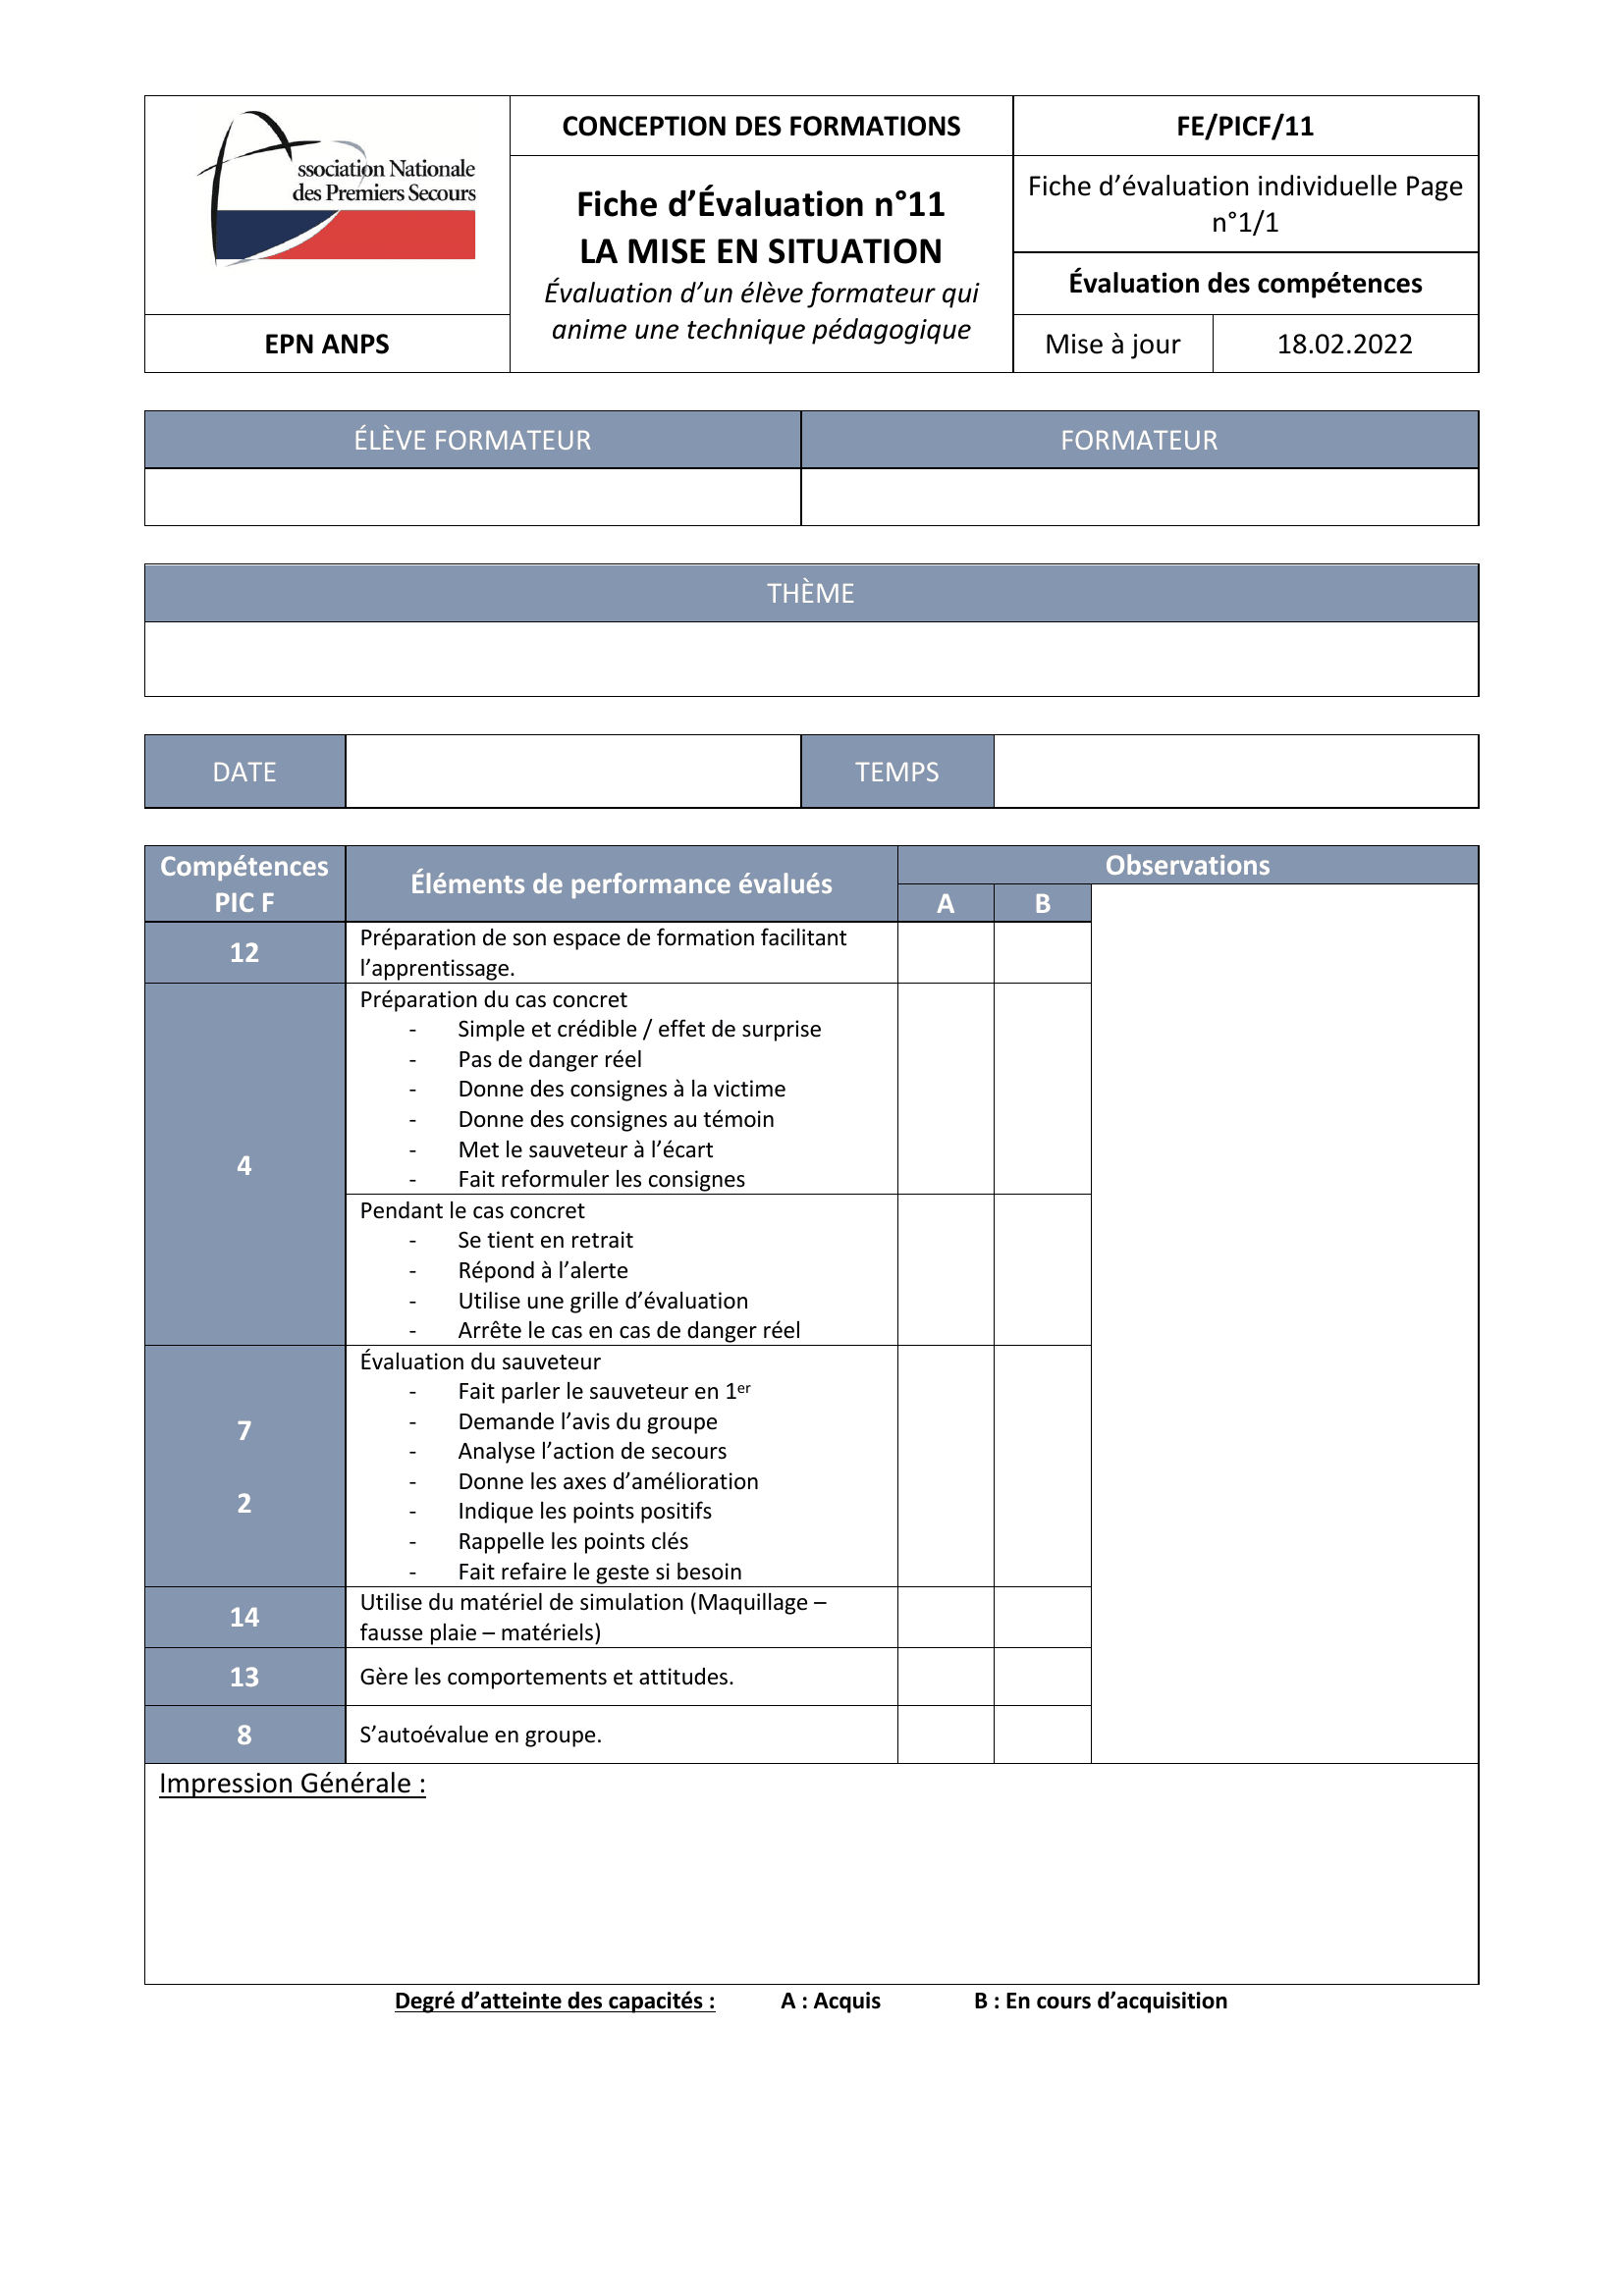 ssociation Nationale
des Premiers Secours
EPN ANPS
CONCEPTION DES FORMATIONS
Fiche d’Évaluation n°11
LA MISE EN SITUATION
Évaluation d’un élève formateur qui
anime une technique pédagogique
FE/PICF/11
Fiche d’évaluation individuelle Page
n°1/1
Évaluation des compétences
Mise à jour 18.02.2022
ÉLÈVE FORMATEUR FORMATEUR
THÈME
DATE TEMPS
Compétences
PIC F
Éléments de performance évalués
Observations
A B
12
Préparation de son espace de formation facilitant
l’apprentissage.
4
Préparation du cas concret
- Simple et crédible / effet de surprise
- Pas de danger réel
- Donne des consignes à la victime
- Donne des consignes au témoin
- Met le sauveteur à l’écart
- Fait reformuler les consignes
Pendant le cas concret
- Se tient en retrait
- Répond à l’alerte
- Utilise une grille d’évaluation
- Arrête le cas en cas de danger réel
7
2
Évaluation du sauveteur
- Fait parler le sauveteur en 1er
- Demande l’avis du groupe
- Analyse l’action de secours
- Donne les axes d’amélioration
- Indique les points positifs
- Rappelle les points clés
- Fait refaire le geste si besoin
14
Utilise du matériel de simulation (Maquillage –
fausse plaie – matériels)
13 Gère les comportements et attitudes.
8 S’autoévalue en groupe.
Impression Générale :
Degré d’atteinte des capacités : A : Acquis B : En cours d’acquisition